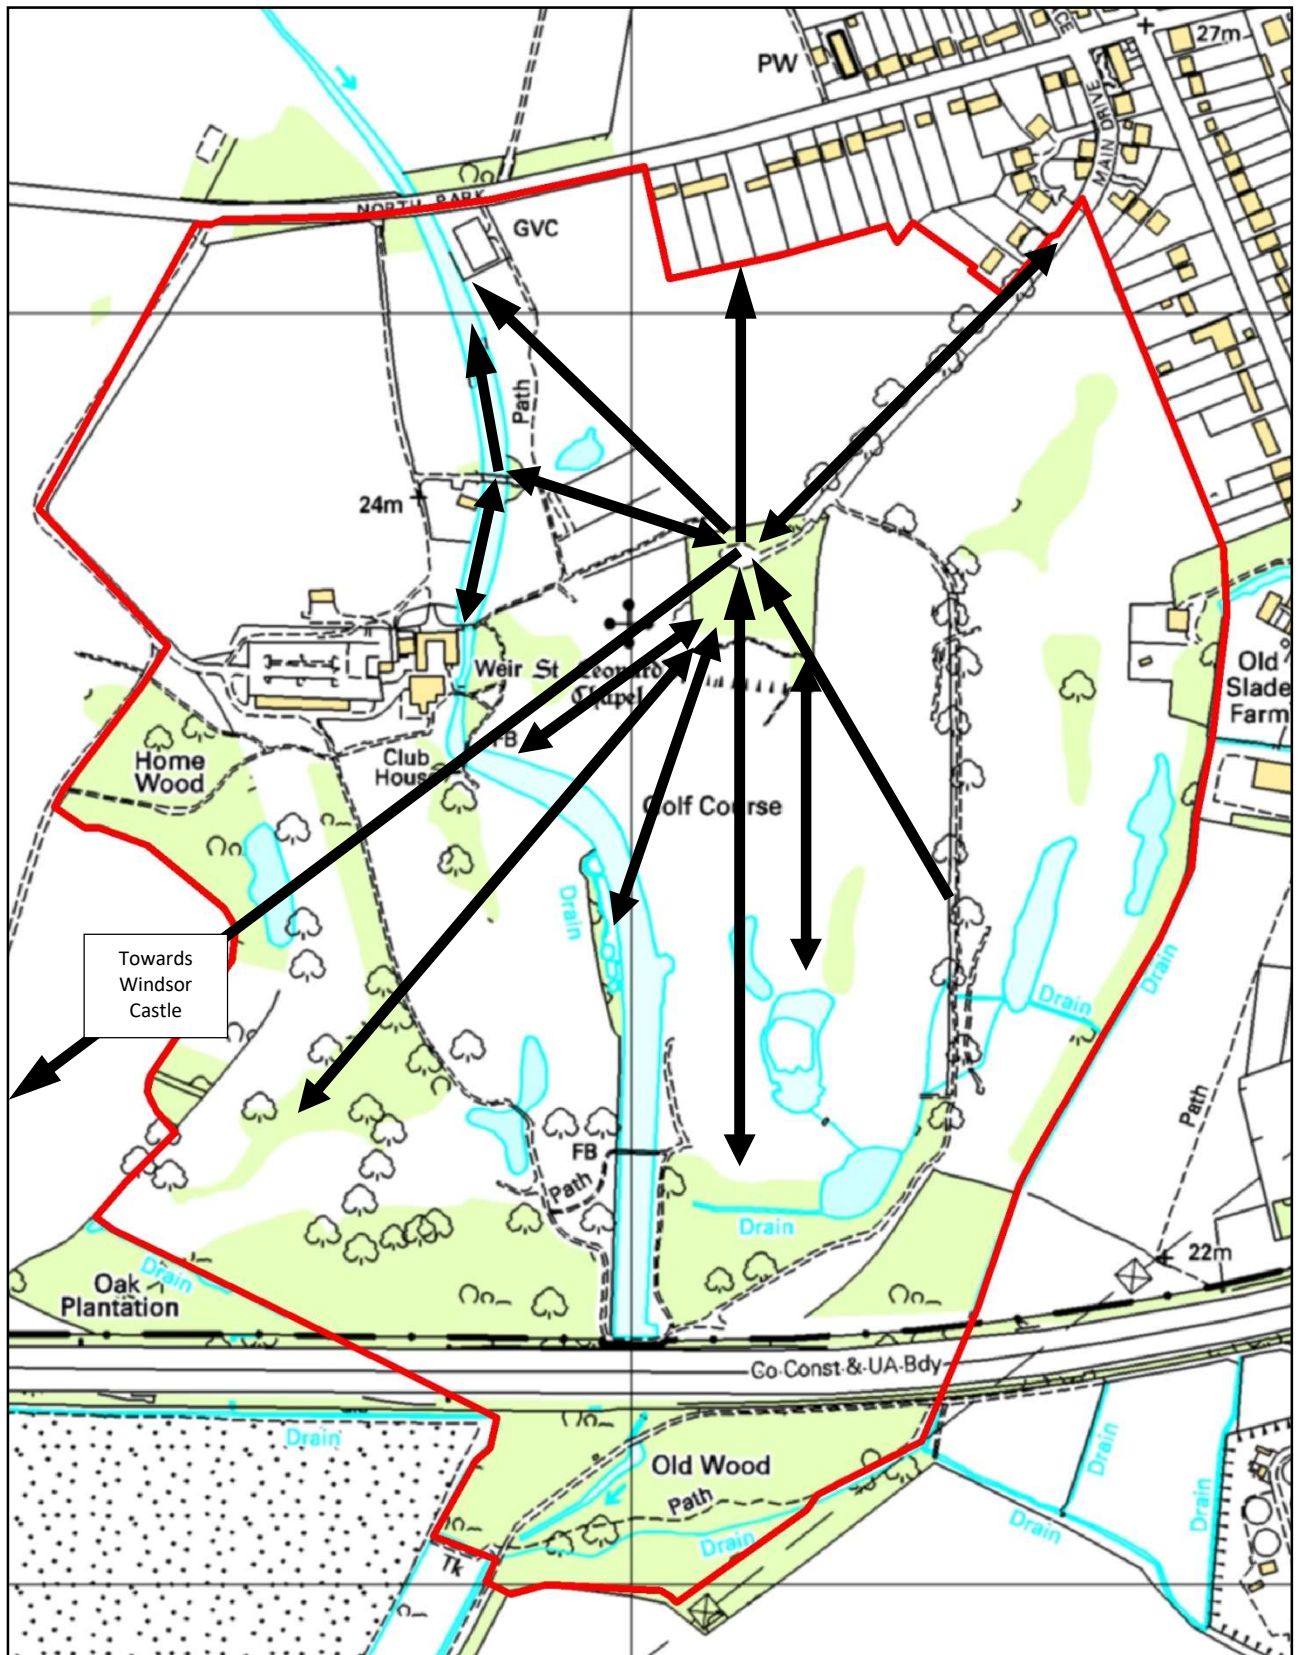 CE
27m
PW
MAIN DRIVE
NORTH PARK
GVC
Path
24m
Weir
St Leonard
Chapel
Old
Slade
Farm
FB
Home
Wood
Club
House
Golf Course
Drain
Towards
Windsor
Castle
Drain
Drain
Path
FB
Path
Drain
22m
Drain
Oak
Plantation
Co Const & UA Bdy
Drain
Drain
Old Wood
Path
Drain
Drain
Drain
Tk